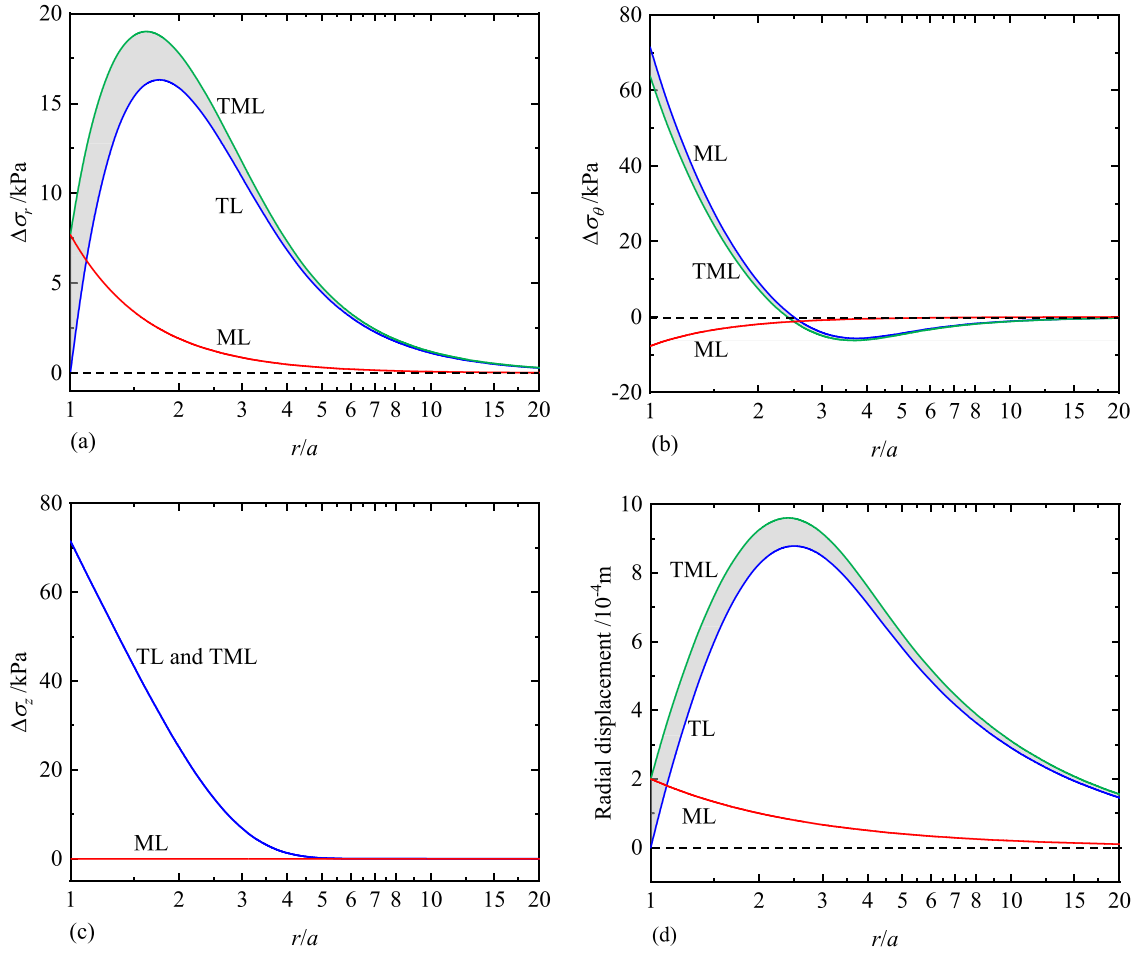 20
15
10
5
0
Δσr /kPa
TML
TL
ML
1 2 3 4 5 6 7 8 10 15 20
(a)
r/a
80
60
40
20
0
-20
Δσθ /kPa
ML
TML
ML
1 2 3 4 5 6 7 8 10 15 20
(b)
r/a
80
60
40
20
0
Δσz /kPa
TL and TML
ML
1 2 3 4 5 6 7 8 10 15 20
(c)
r/a
10
8
6
4
2
0
Radial displacement /10⁻⁴m
TML
TL
ML
1 2 3 4 5 6 7 8 10 15 20
(d)
r/a